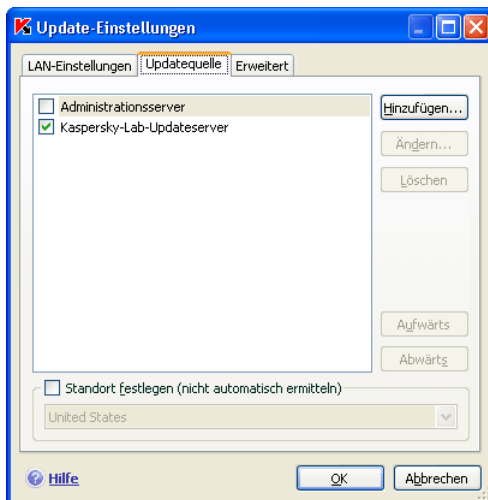 Update-Einstellungen
LAN-Einstellungen Updatequelle Erweitert
Administrationsserver
Kaspersky-Lab-Updateserver
Hinzufügen...
Ändern...
Löschen
Aufwärts
Abwärts
Standort festlegen (nicht automatisch ermitteln)
United States
Hilfe OK Abbrechen